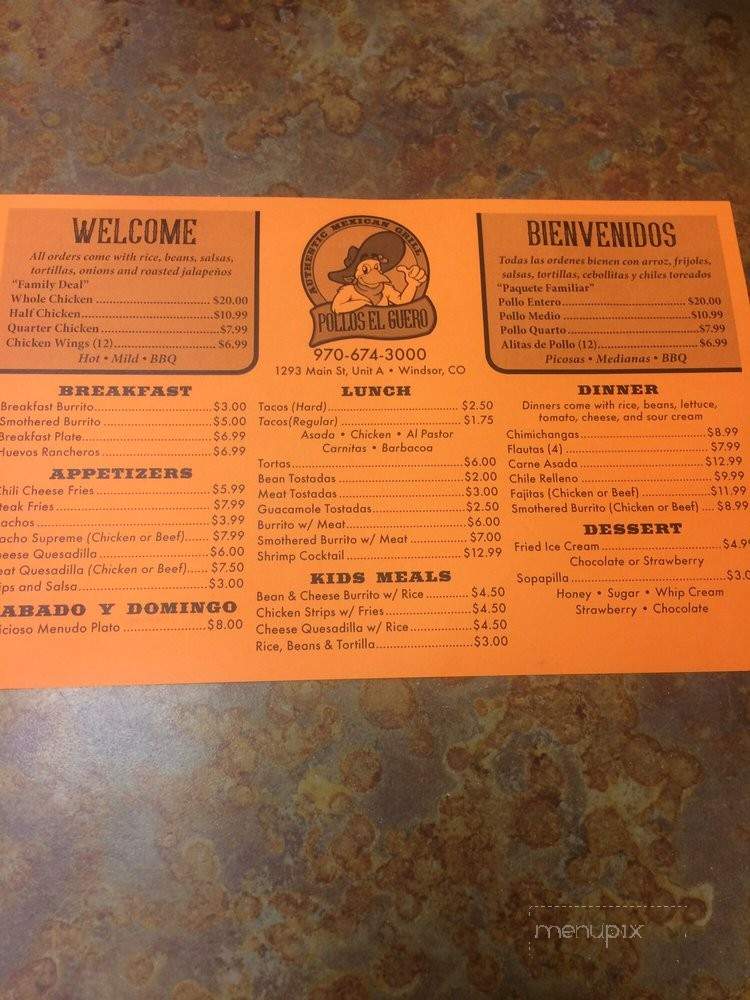 WELCOME
All orders come with rice, beans, salsas,
tortillas, onions and roasted jalapeños
"Family Deal"
Whole Chicken ........ $20.00
Half Chicken ........ $10.99
Quarter Chicken ........ $7.99
Chicken Wings (12) ........ $6.99
Hot • Mild • BBQ
AUTHENTIC MEXICAN GRILL
POLLOS EL GUERO
970-674-3000
1293 Main St, Unit A • Windsor, CO
BIENVENIDOS
Todas las ordenes bienen con arroz, frijoles,
salsas, tortillas, cebollitas y chiles toreados
"Paquete Familiar"
Pollo Entero ........ $20.00
Pollo Medio ........ $10.99
Pollo Quarto ........ $7.99
Alitas de Pollo (12) ........ $6.99
Picosas • Medianas • BBQ
BREAKFAST
Breakfast Burrito ........ $3.00
Smothered Burrito ........ $5.00
Breakfast Plate ........ $6.99
Huevos Rancheros ........ $6.99
APPETIZERS
Chili Cheese Fries ........ $5.99
teak Fries ........ $7.99
achos ........ $3.99
acho Supreme (Chicken or Beef) ...... $7.99
eese Quesadilla ........ $6.00
eat Quesadilla (Chicken or Beef) ...... $7.50
ips and Salsa ........ $3.00
ABADO Y DOMINGO
icioso Menudo Plato ........ $8.00
LUNCH
Tacos (Hard) ........ $2.50
Tacos(Regular) ........ $1.75
Asada • Chicken • Al Pastor
Carnitas • Barbacoa
Tortas ........ $6.00
Bean Tostadas ........ $2.00
Meat Tostadas ........ $3.00
Guacamole Tostadas ........ $2.50
Burrito w/ Meat ........ $6.00
Smothered Burrito w/ Meat ........ $7.00
Shrimp Cocktail ........ $12.99
KIDS MEALS
Bean & Cheese Burrito w/ Rice ........ $4.50
Chicken Strips w/ Fries ........ $4.50
Cheese Quesadilla w/ Rice ........ $4.50
Rice, Beans & Tortilla ........ $3.00
DINNER
Dinners come with rice, beans, lettuce,
tomato, cheese, and sour cream
Chimichangas ........ $8.99
Flautas (4) ........ $7.99
Carne Asada ........ $12.99
Chile Relleno ........ $9.99
Fajitas (Chicken or Beef) ........ $11.99
Smothered Burrito (Chicken or Beef) .... $8.99
DESSERT
Fried Ice Cream ........ $4.99
Chocolate or Strawberry
Sopapilla ........ $3.0
Honey • Sugar • Whip Cream
Strawberry • Chocolate
menupix